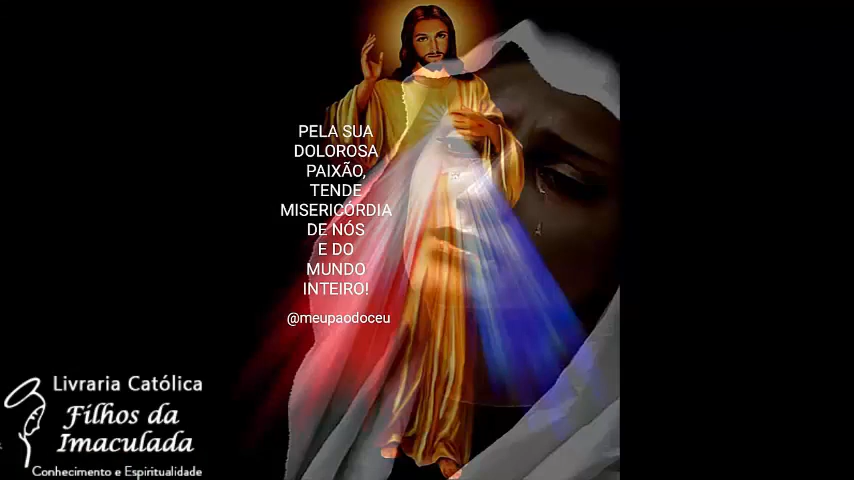 PELA SUA
DOLOROSA
PAIXÃO,
TENDE
MISERICÓRDIA
DE NÓS
E DO
MUNDO
INTEIRO!
@meupaodoceu
Livraria Católica
Filhos da
Imaculada
Conhecimento e Espiritualidade